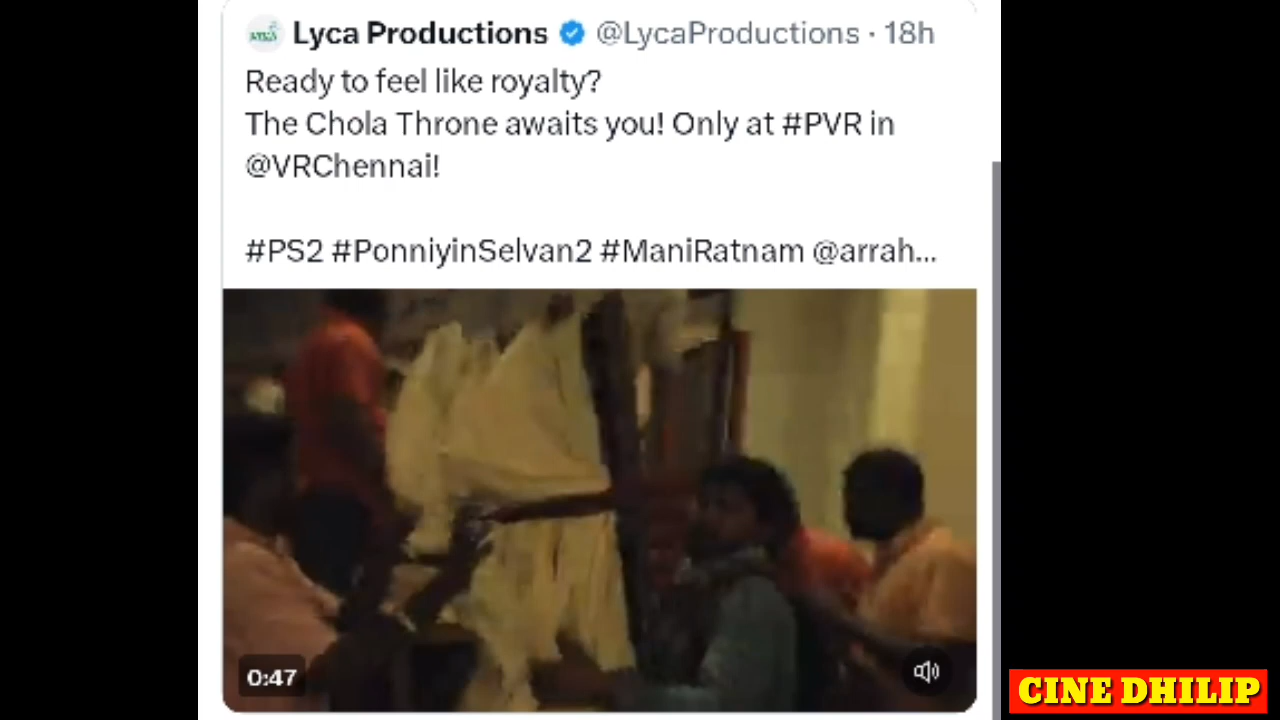 Lyca Productions @LycaProductions · 18h
Ready to feel like royalty?
The Chola Throne awaits you! Only at #PVR in
@VRChennai!
#PS2 #PonniyinSelvan2 #ManiRatnam @arrah...
0:47
CINE DHILIP